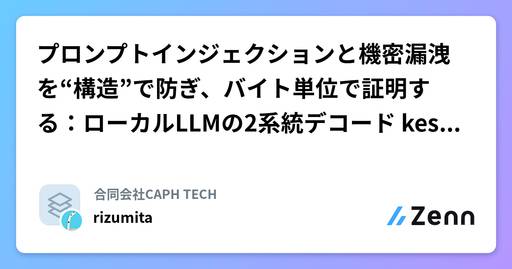 プロンプトインジェクションと機密漏洩
を“構造”で防ぎ、バイト単位で証明す
る：ローカルLLMの2系統デコード kes...
合同会社CAPH TECH
rizumita
Zenn